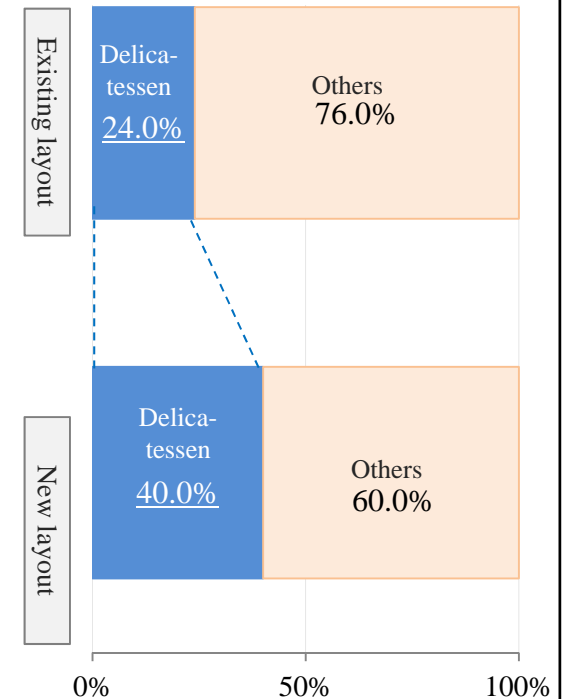 Existing layout
Delica-
tessen
24.0%
Others
76.0%
New layout
Delica-
tessen
40.0%
Others
60.0%
0%
50%
100%